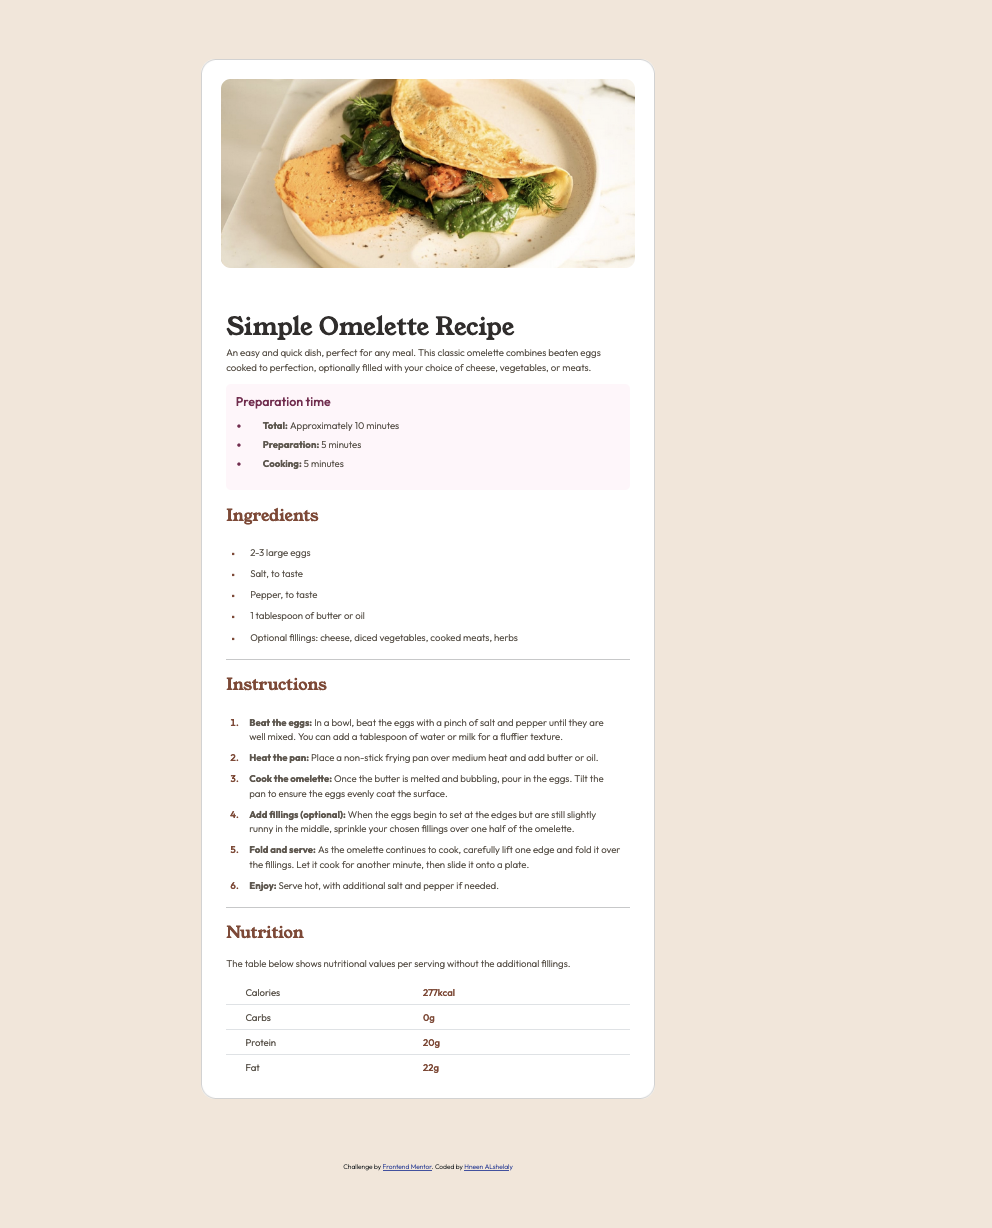 Simple Omelette Recipe
An easy and quick dish, perfect for any meal. This classic omelette combines beaten eggs
cooked to perfection, optionally filled with your choice of cheese, vegetables, or meats.
Preparation time
• Total: Approximately 10 minutes
• Preparation: 5 minutes
• Cooking: 5 minutes
Ingredients
• 2-3 large eggs
• Salt, to taste
• Pepper, to taste
• 1 tablespoon of butter or oil
• Optional fillings: cheese, diced vegetables, cooked meats, herbs
Instructions
1. Beat the eggs: In a bowl, beat the eggs with a pinch of salt and pepper until they are
well mixed. You can add a tablespoon of water or milk for a fluffier texture.
2. Heat the pan: Place a non-stick frying pan over medium heat and add butter or oil.
3. Cook the omelette: Once the butter is melted and bubbling, pour in the eggs. Tilt the
pan to ensure the eggs evenly coat the surface.
4. Add fillings (optional): When the eggs begin to set at the edges but are still slightly
runny in the middle, sprinkle your chosen fillings over one half of the omelette.
5. Fold and serve: As the omelette continues to cook, carefully lift one edge and fold it over
the fillings. Let it cook for another minute, then slide it onto a plate.
6. Enjoy: Serve hot, with additional salt and pepper if needed.
Nutrition
The table below shows nutritional values per serving without the additional fillings.
Calories 277kcal
Carbs 0g
Protein 20g
Fat 22g
Challenge by Frontend Mentor. Coded by Hneen ALshelaly